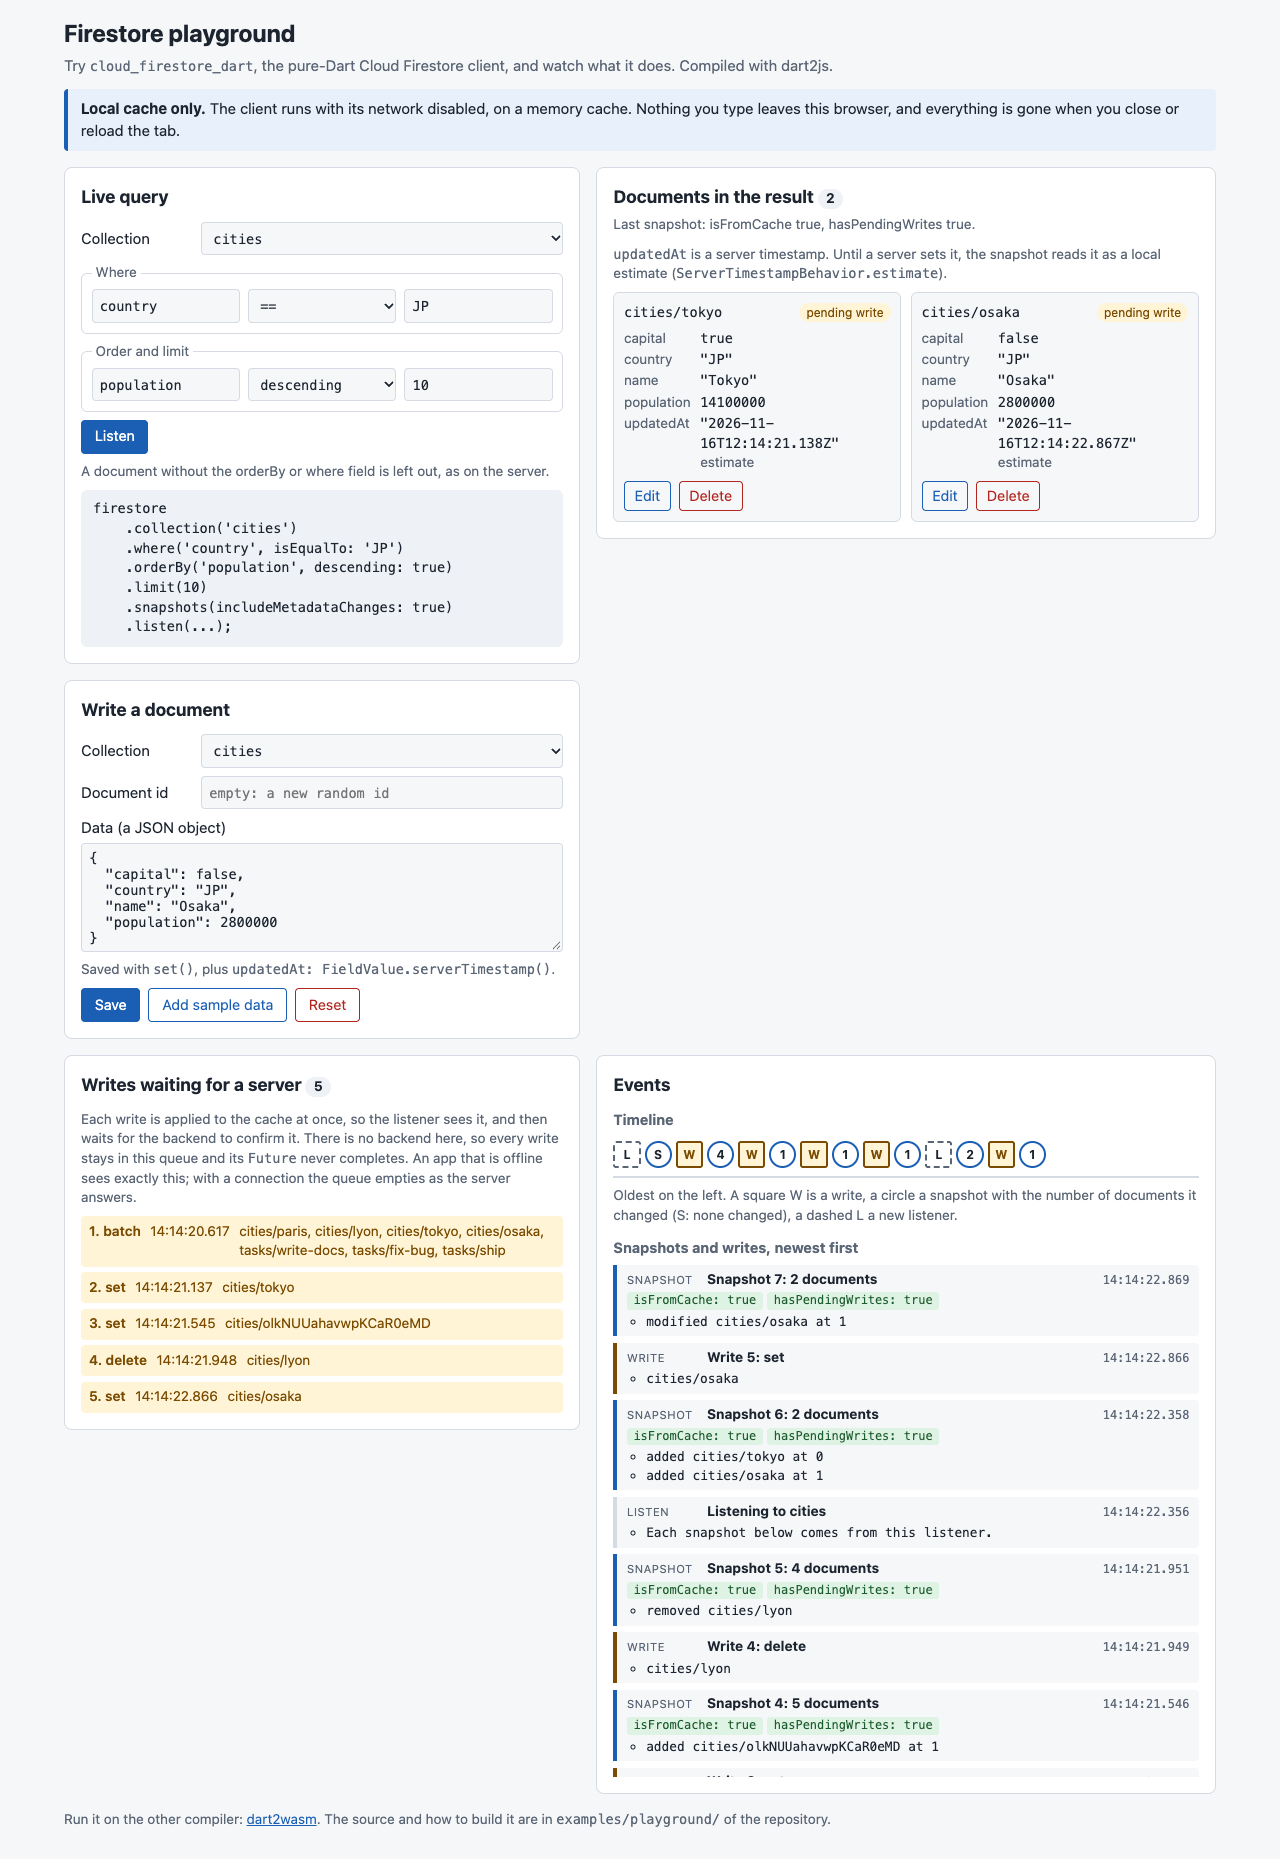 Firestore playground
Try cloud_firestore_dart, the pure-Dart Cloud Firestore client, and watch what it does. Compiled with dart2js.
Local cache only. The client runs with its network disabled, on a memory cache. Nothing you type leaves this browser, and everything is gone when you close or
reload the tab.
Live query
Collection
cities
Where
country
==
JP
Order and limit
population
descending
10
Listen
A document without the orderBy or where field is left out, as on the server.
firestore
.collection('cities')
.where('country', isEqualTo: 'JP')
.orderBy('population', descending: true)
.limit(10)
.snapshots(includeMetadataChanges: true)
.listen(...);
Documents in the result 2
Last snapshot: isFromCache true, hasPendingWrites true.
updatedAt is a server timestamp. Until a server sets it, the snapshot reads it as a local
estimate (ServerTimestampBehavior.estimate).
cities/tokyo pending write
capital true
country "JP"
name "Tokyo"
population 14100000
updatedAt "2026-11-
16T12:14:21.138Z"
estimate
Edit Delete
cities/osaka pending write
capital false
country "JP"
name "Osaka"
population 2800000
updatedAt "2026-11-
16T12:14:22.867Z"
estimate
Edit Delete
Write a document
Collection
cities
Document id
empty: a new random id
Data (a JSON object)
{
"capital": false,
"country": "JP",
"name": "Osaka",
"population": 2800000
}
Saved with set(), plus updatedAt: FieldValue.serverTimestamp().
Save Add sample data Reset
Writes waiting for a server 5
Each write is applied to the cache at once, so the listener sees it, and then
waits for the backend to confirm it. There is no backend here, so every write
stays in this queue and its Future never completes. An app that is offline
sees exactly this; with a connection the queue empties as the server
answers.
1. batch 14:14:20.617 cities/paris, cities/lyon, cities/tokyo, cities/osaka,
tasks/write-docs, tasks/fix-bug, tasks/ship
2. set 14:14:21.137 cities/tokyo
3. set 14:14:21.545 cities/olkNUUahavwpKCaR0eMD
4. delete 14:14:21.948 cities/lyon
5. set 14:14:22.866 cities/osaka
Events
Timeline
L S W 4 W 1 W 1 W 1 L 2 W 1
Oldest on the left. A square W is a write, a circle a snapshot with the number of documents it
changed (S: none changed), a dashed L a new listener.
Snapshots and writes, newest first
SNAPSHOT Snapshot 7: 2 documents 14:14:22.869
isFromCache: true hasPendingWrites: true
modified cities/osaka at 1
WRITE Write 5: set 14:14:22.866
cities/osaka
SNAPSHOT Snapshot 6: 2 documents 14:14:22.358
isFromCache: true hasPendingWrites: true
added cities/tokyo at 0
added cities/osaka at 1
LISTEN Listening to cities 14:14:22.356
Each snapshot below comes from this listener.
SNAPSHOT Snapshot 5: 4 documents 14:14:21.951
isFromCache: true hasPendingWrites: true
removed cities/lyon
WRITE Write 4: delete 14:14:21.949
cities/lyon
SNAPSHOT Snapshot 4: 5 documents 14:14:21.546
isFromCache: true hasPendingWrites: true
added cities/olkNUUahavwpKCaR0eMD at 1
Run it on the other compiler: dart2wasm. The source and how to build it are in examples/playground/ of the repository.